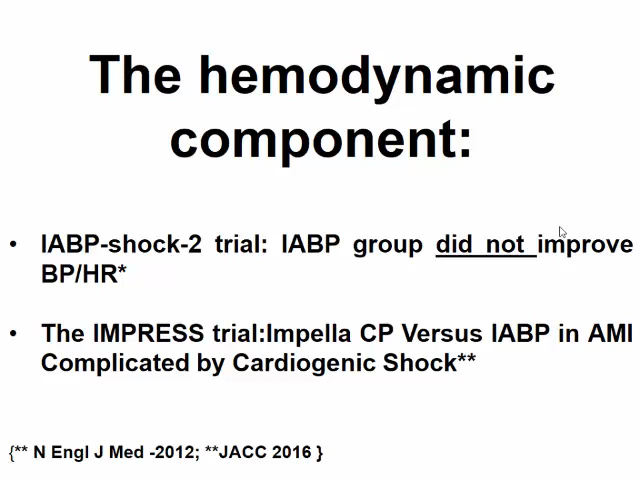 The hemodynamic
component:
• IABP-shock-2 trial: IABP group did not improve
BP/HR*
• The IMPRESS trial:Impella CP Versus IABP in AMI
Complicated by Cardiogenic Shock**
{** N Engl J Med -2012; **JACC 2016 }